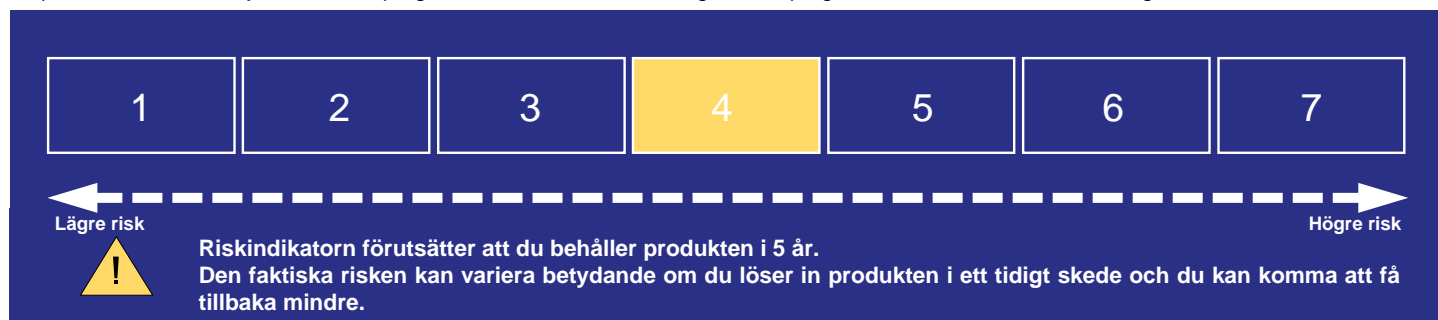 1 2 3 4 5 6 7
Lägre risk Högre risk
!
Riskindikatorn förutsätter att du behåller produkten i 5 år.
Den faktiska risken kan variera betydande om du löser in produkten i ett tidigt skede och du kan komma att få
tillbaka mindre.